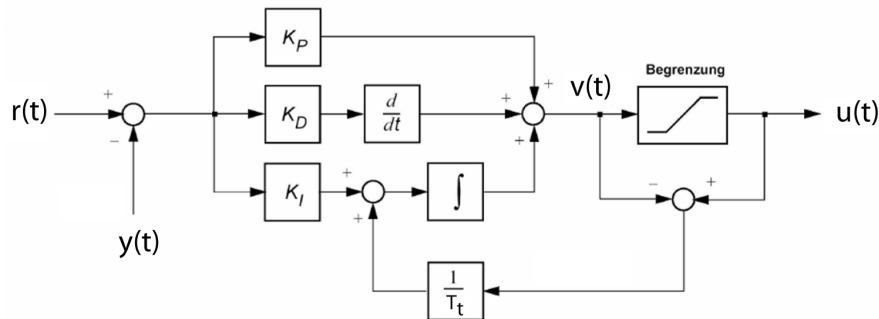 K_P
+
+
Begrenzung
v(t)
r(t)
+
−
K_D
d/dt
+
u(t)
K_I
+
+
∫
+
−
+
y(t)
1/T_t